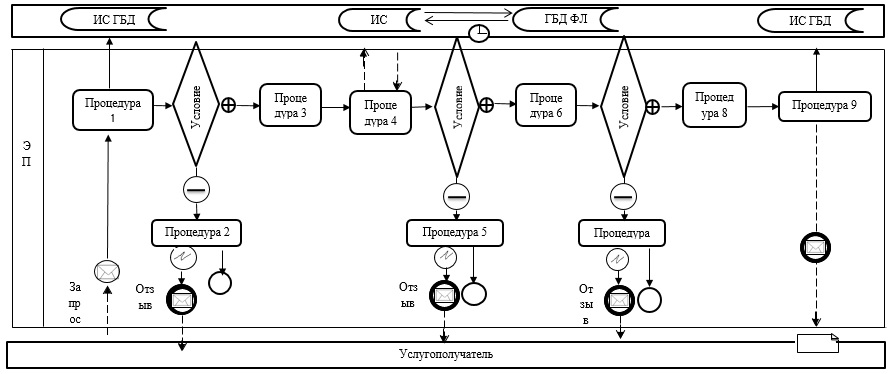 ИС ГБД
ИС
ГБД ФЛ
ИС ГБД
Э
П
Процедура
1
Условие
Проце
дура 3
Проце
дура 4
Условие
Проце
дура 6
Условие
Процед
ура 8
Процедура 9
Процедура 2
Процедура 5
Процедура
За
пр
ос
Отз
ыв
Отз
ыв
От
зы
в
Услугополучатель